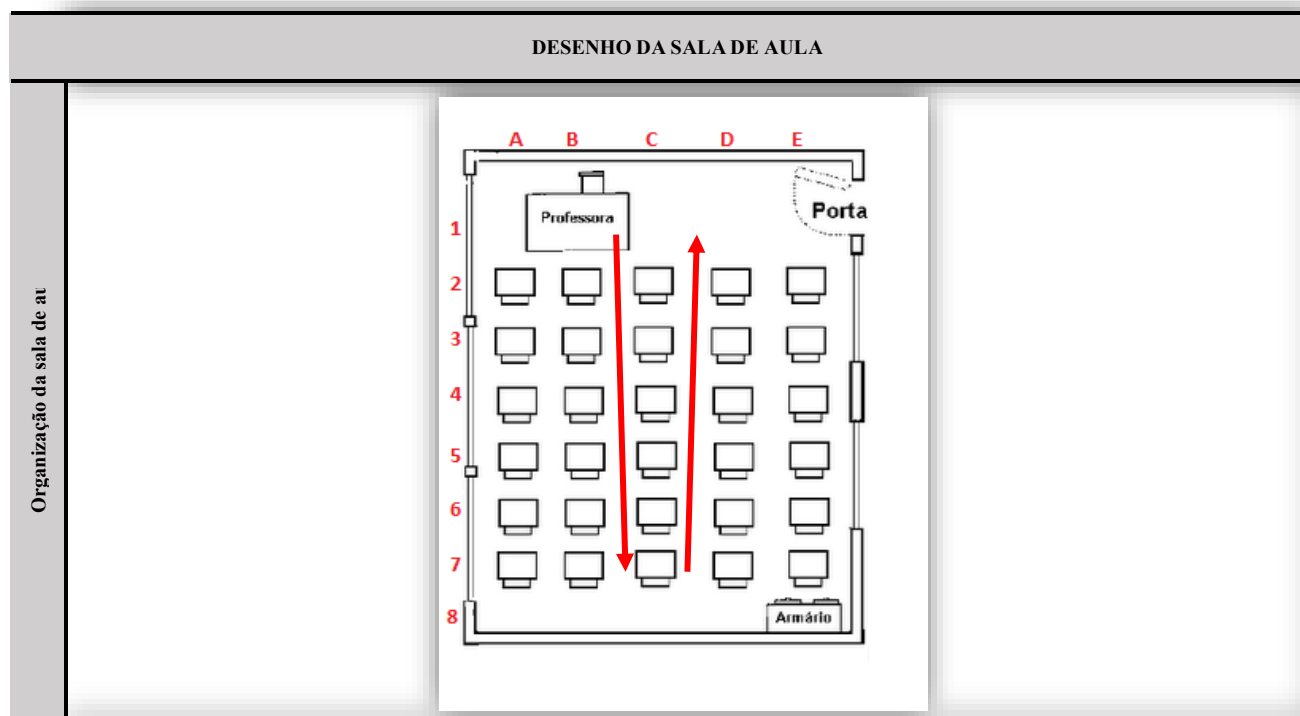 DESENHO DA SALA DE AULA
Organização da sala de au
A B C D E
Professora
Porta
1
2
3
4
5
6
7
8
Armário